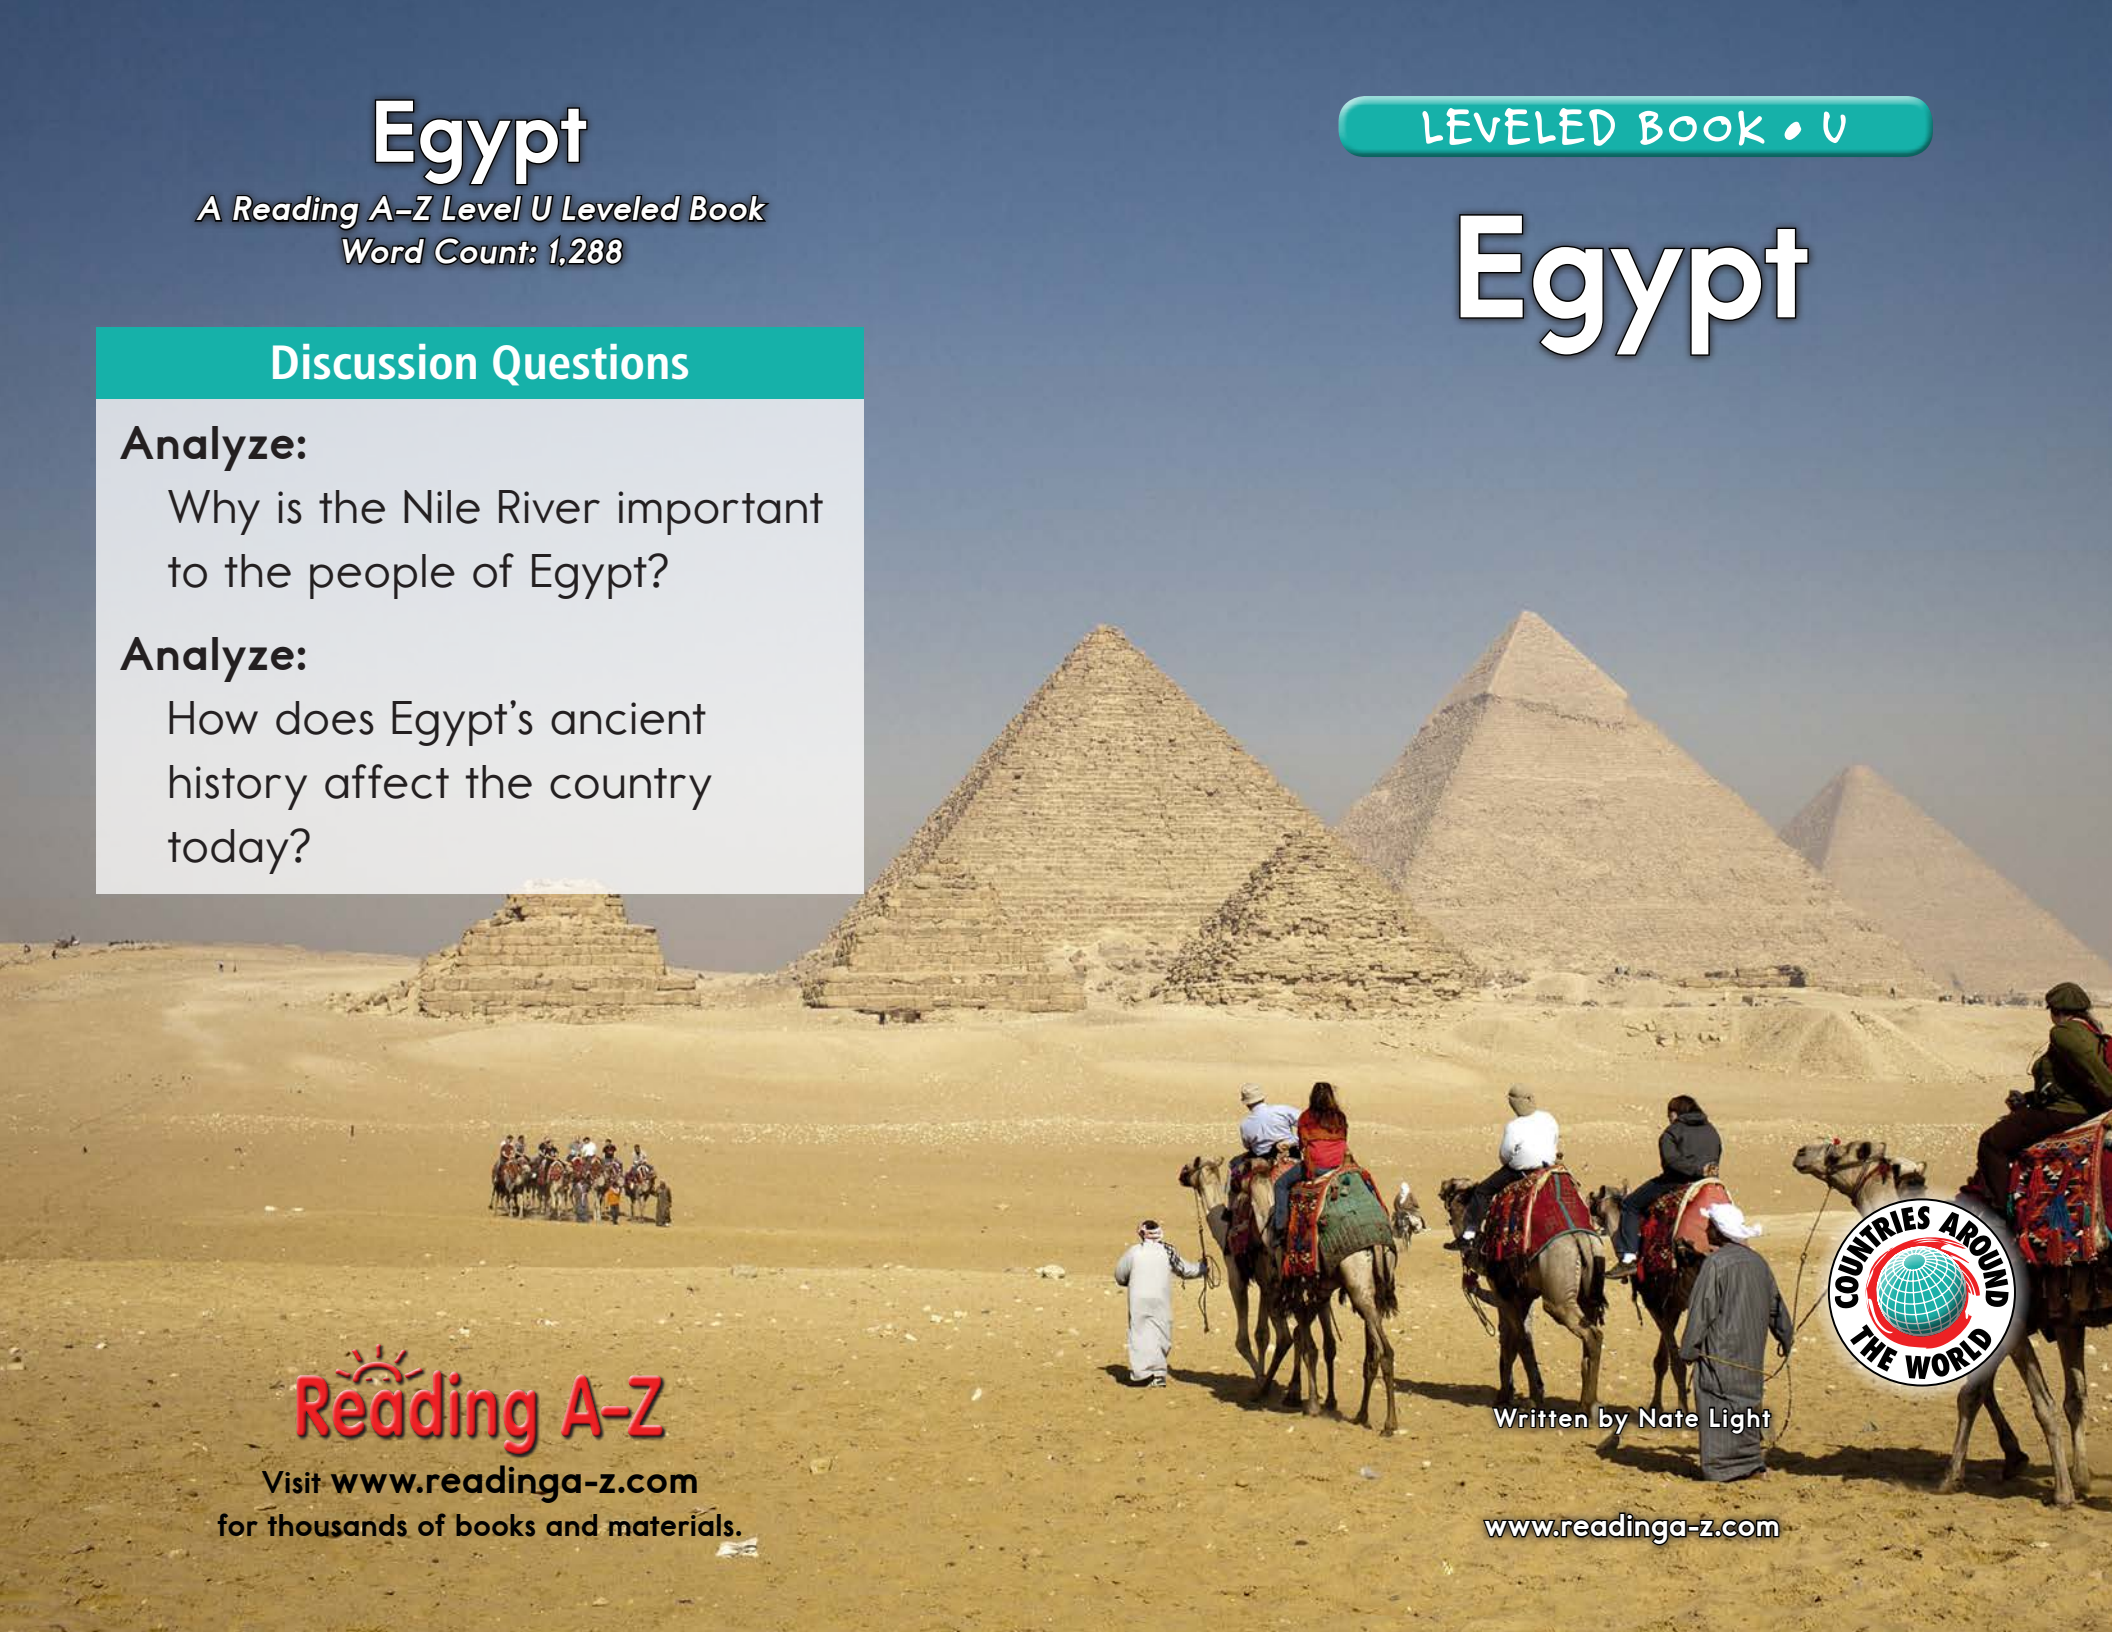 Egypt
A Reading A–Z Level U Leveled Book
Word Count: 1,288
Discussion Questions
Analyze:
Why is the Nile River important
to the people of Egypt?
Analyze:
How does Egypt’s ancient
history affect the country
today?
Reading A–Z
Visit www.readinga-z.com
for thousands of books and materials.
LEVELED BOOK • U
Egypt
COUNTRIES AROUND
THE WORLD
Written by Nate Light
www.readinga-z.com